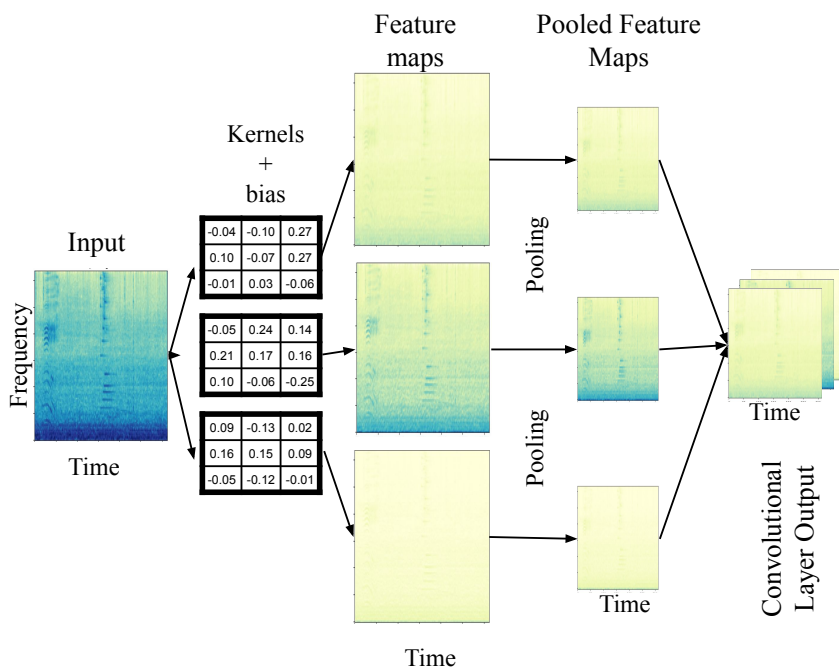 Feature
maps
Pooled Feature
Maps
Kernels
+
bias
Input
Frequency
Time
-0.04 -0.10 0.27
0.10 -0.07 0.27
-0.01 0.03 -0.06
-0.05 0.24 0.14
0.21 0.17 0.16
0.10 -0.06 -0.25
0.09 -0.13 0.02
0.16 0.15 0.09
-0.05 -0.12 -0.01
Time
Pooling
Pooling
Time
Time
Convolutional
Layer Output